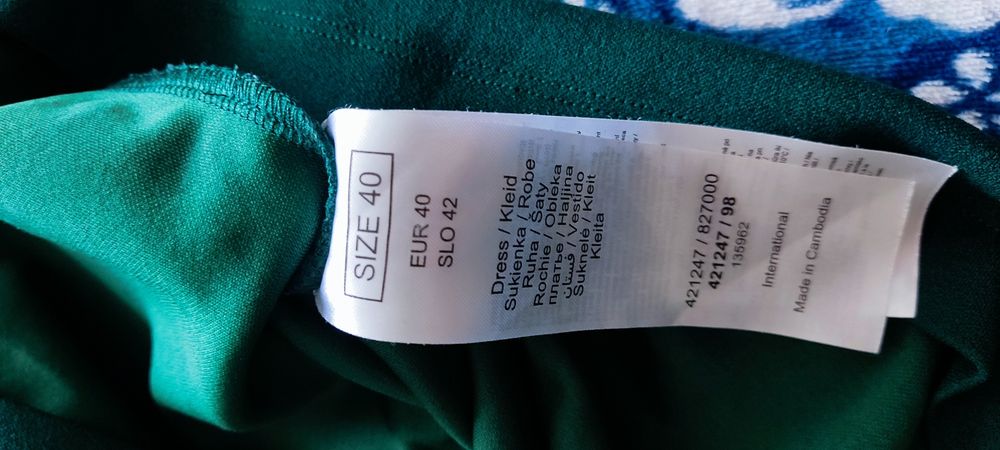 SIZE 40
EUR 40
SLO 42
Dress / Kleid
Sukienka / Robe
Ruha / Šaty
Rochie / Obleka
платье / Haljina
فستان / Vestido
Suknelė / Kleit
Kleita
421247 / 827000
421247 / 98
135962
International
Made in Cambodia